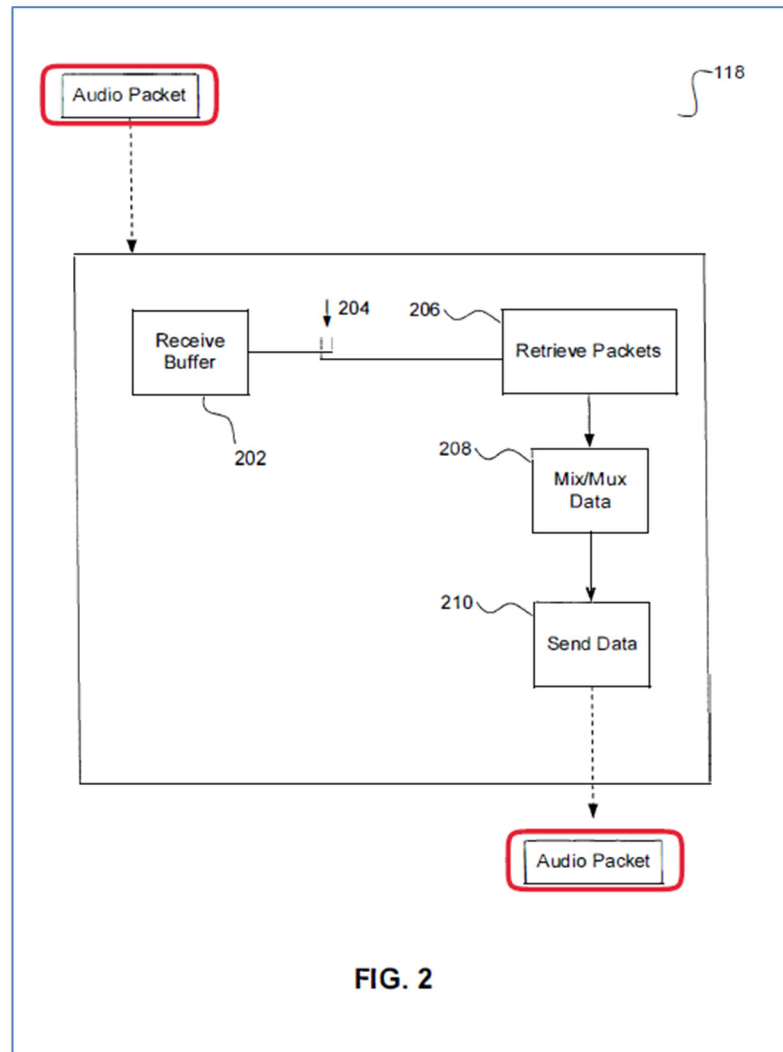 Audio Packet
118
204
206
Receive
Buffer
Retrieve Packets
202
208
Mix/Mux
Data
210
Send Data
Audio Packet
FIG. 2